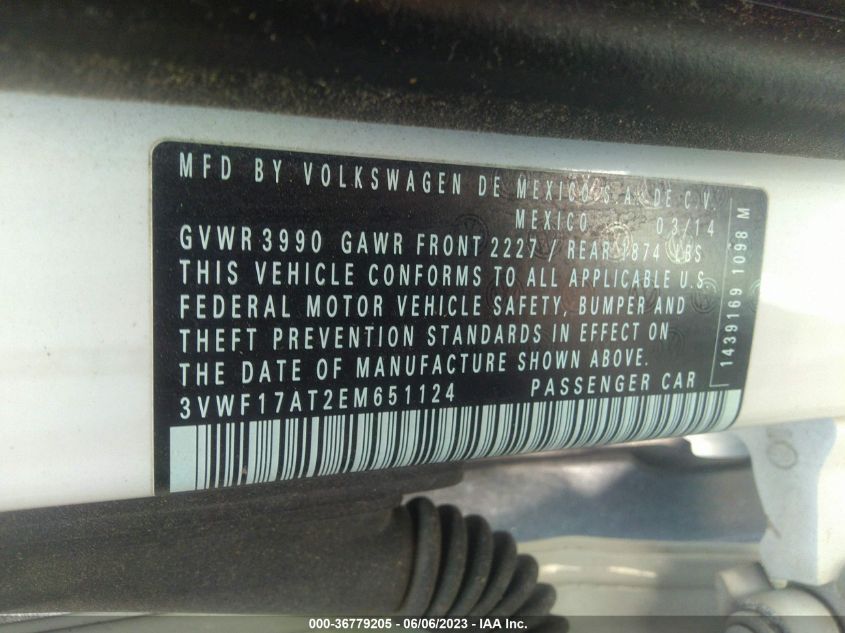 MFD BY VOLKSWAGEN DE MEXICO S.A. DE C.V.
MEXICO 03/14
GVWR 3990 GAWR FRONT 2227 / REAR 1874 LBS
THIS VEHICLE CONFORMS TO ALL APPLICABLE U.S.
FEDERAL MOTOR VEHICLE SAFETY, BUMPER AND
THEFT PREVENTION STANDARDS IN EFFECT ON
THE DATE OF MANUFACTURE SHOWN ABOVE.
3VWF17AT2EM651124 PASSENGER CAR
1439169 1098 M
000-36779205 - 06/06/2023 - IAA Inc.